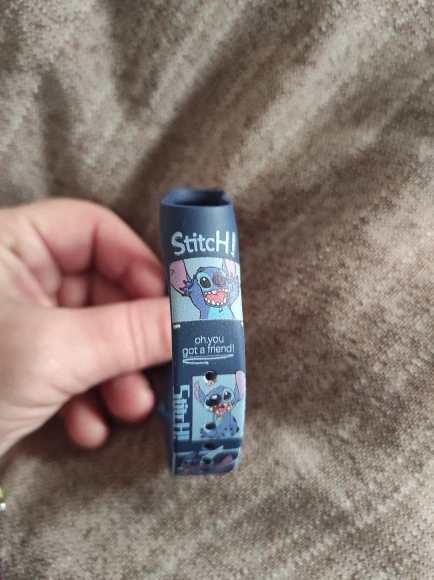 StitcH!
oh, you
got a friend!
StitcH!